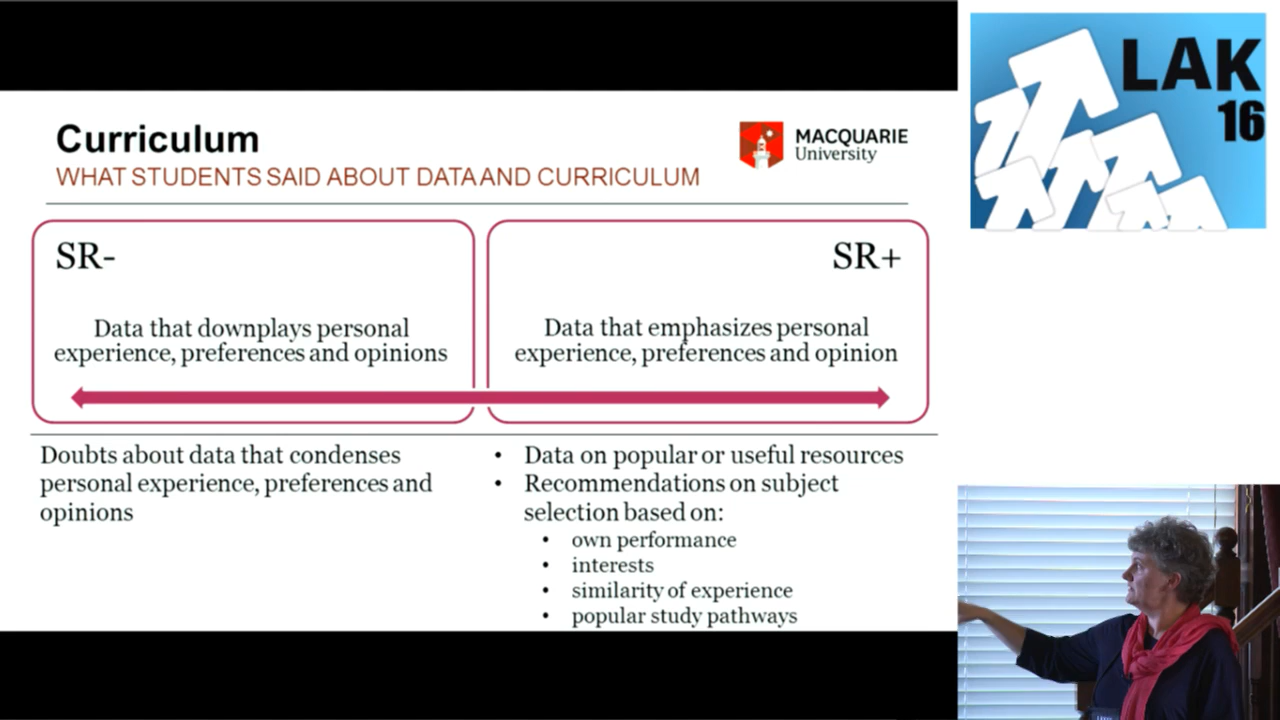 Curriculum
WHAT STUDENTS SAID ABOUT DATA AND CURRICULUM
MACQUARIE
University
LAK
16
SR-
Data that downplays personal
experience, preferences and opinions
SR+
Data that emphasizes personal
experience, preferences and opinion
Doubts about data that condenses
personal experience, preferences and
opinions
• Data on popular or useful resources
• Recommendations on subject
selection based on:
• own performance
• interests
• similarity of experience
• popular study pathways